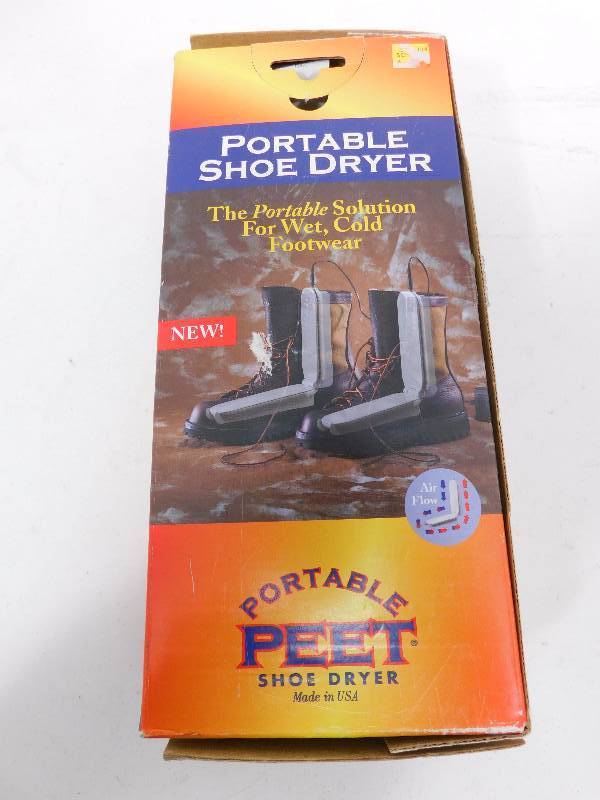 PORTABLE
SHOE DRYER
The Portable Solution
For Wet, Cold
Footwear
NEW!
Air
Flow
PORTABLE
PEET®
SHOE DRYER
Made in USA